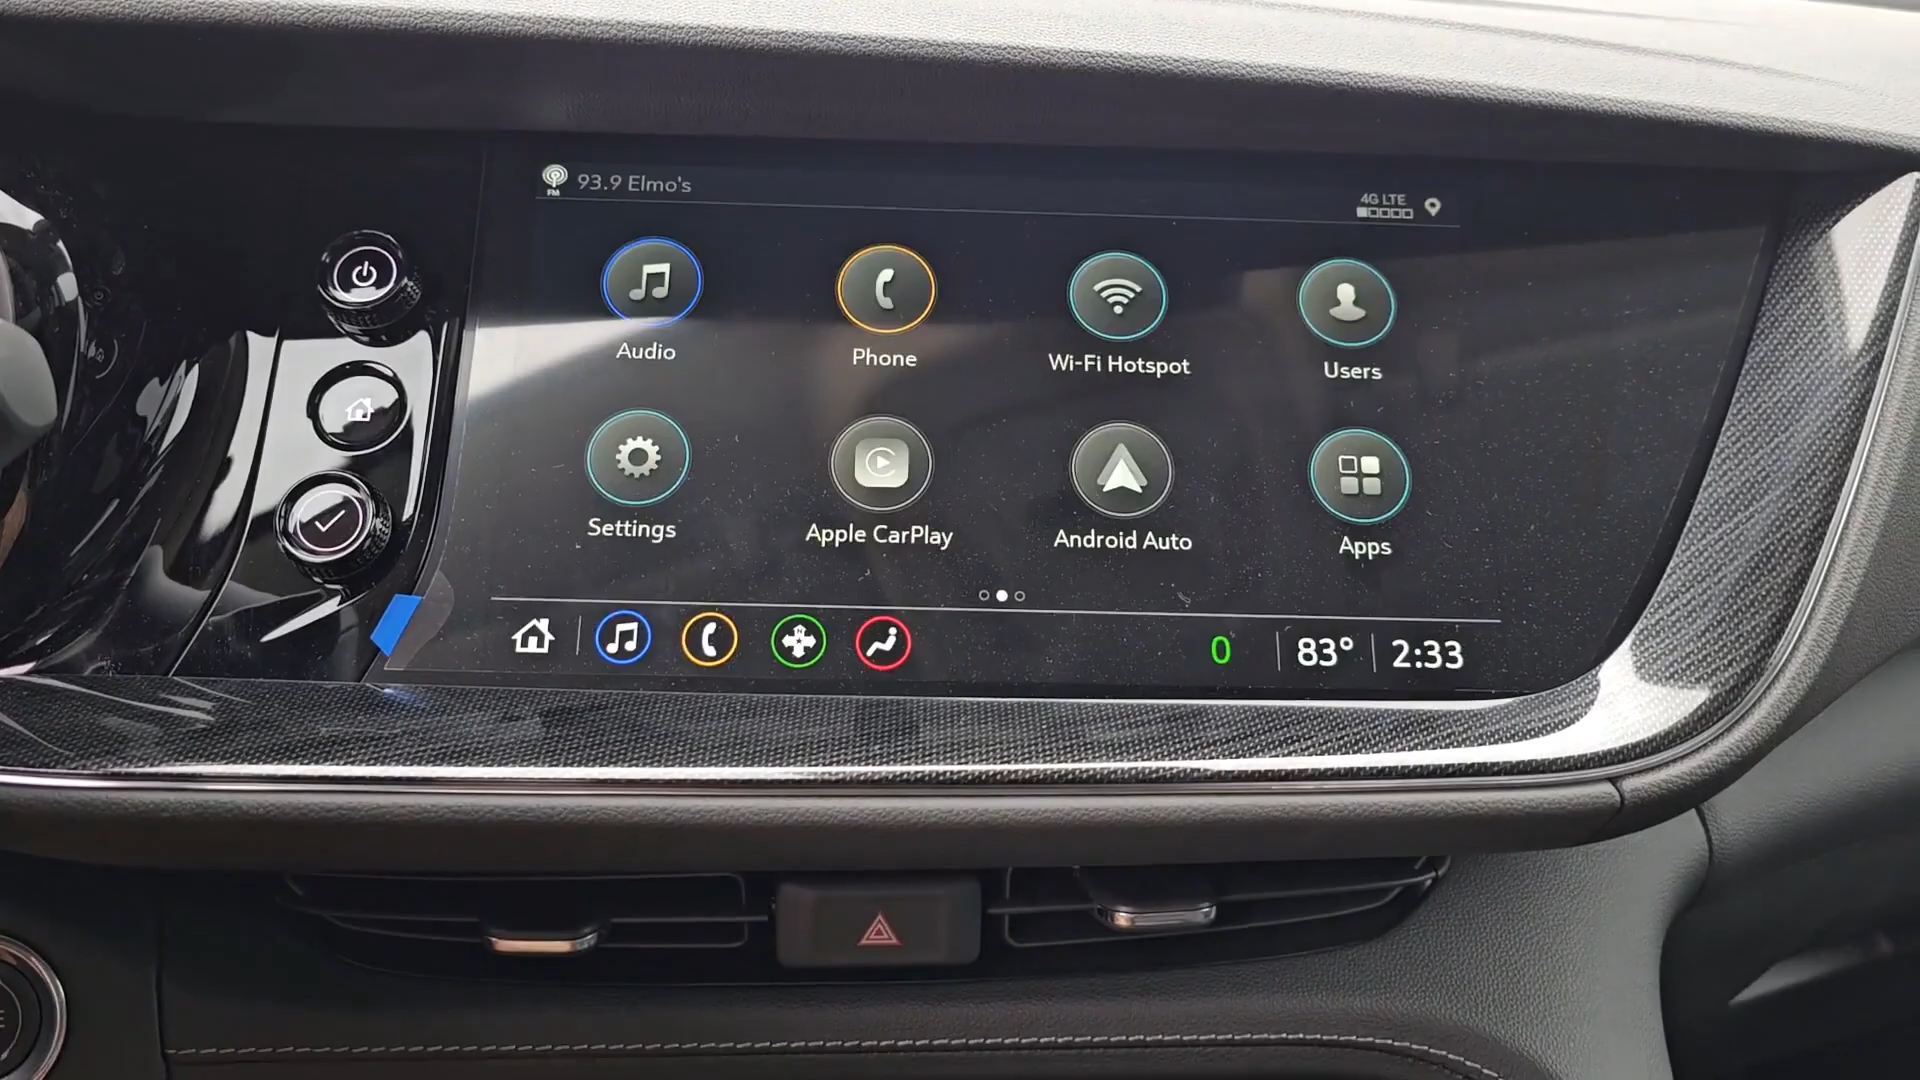 FM
93.9 Elmo's
4G LTE
Audio
Phone
Wi-Fi Hotspot
Users
Settings
Apple CarPlay
Android Auto
Apps
0
83°
2:33